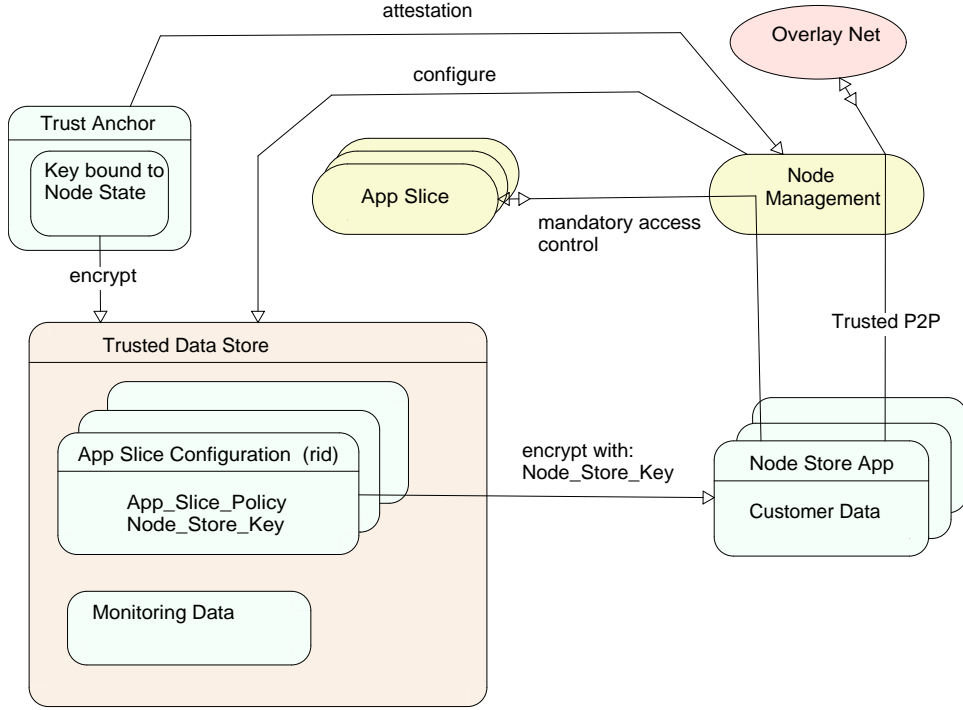 attestation
Overlay Net
configure
Trust Anchor
Key bound to
Node State
App Slice
Node
Management
mandatory access
control
encrypt
Trusted P2P
Trusted Data Store
App Slice Configuration (rid)
App_Slice_Policy
Node_Store_Key
encrypt with:
Node_Store_Key
Node Store App
Customer Data
Monitoring Data